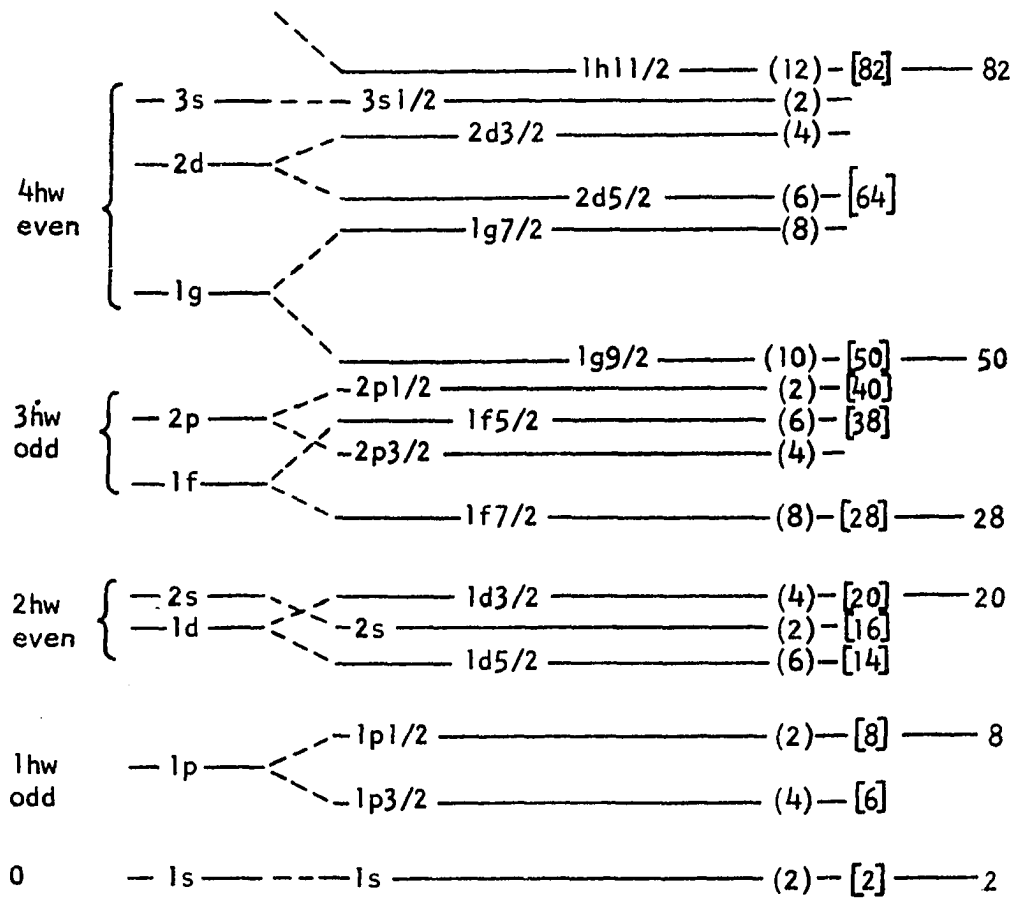 1h11/2 (12) [82] 82
3s 3s1/2 (2)
2d3/2 (4)
2d
4hw
even
2d5/2 (6) [64]
1g7/2 (8)
1g
1g9/2 (10) [50] 50
2p1/2 (2) [40]
3ħw
odd
2p 1f5/2 (6) [38]
2p3/2 (4)
1f
1f7/2 (8) [28] 28
2hw
even
2s 1d3/2 (4) [20] 20
1d 2s (2) [16]
1d5/2 (6) [14]
1p1/2 (2) [8] 8
1hw
odd
1p
1p3/2 (4) [6]
0 1s 1s (2) [2] 2